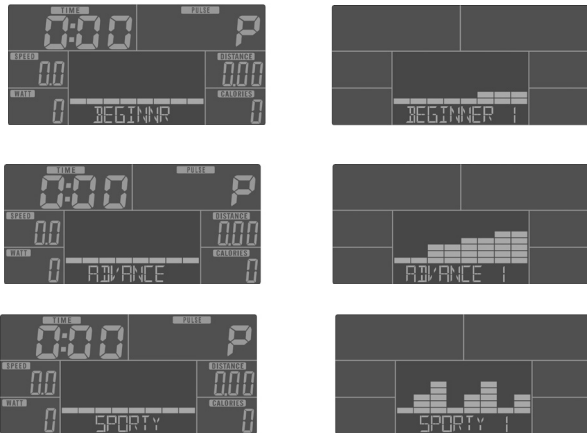 TIME PULSE
0:00 P
SPEED DISTANCE
0.0 0.00
WATT CALORIES
0 BEGINNR 0
BEGINNER 1
TIME PULSE
0:00 P
SPEED DISTANCE
0.0 0.00
WATT CALORIES
0 ADVANCE 0
ADVANCE 1
TIME PULSE
0:00 P
SPEED DISTANCE
0.0 0.00
WATT CALORIES
0 SPORTY 0
SPORTY 1